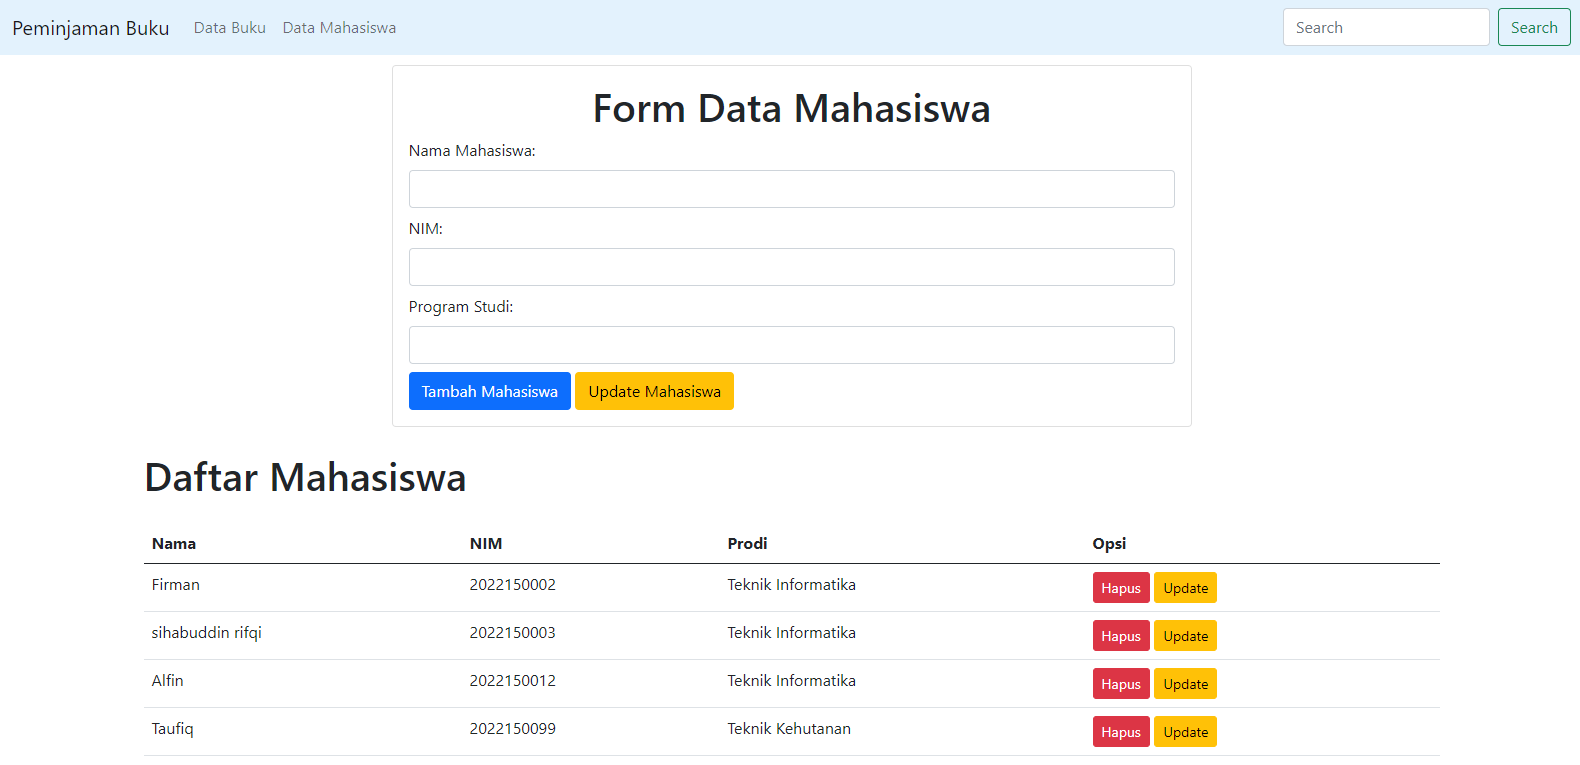 Peminjaman Buku Data Buku Data Mahasiswa Search Search
Form Data Mahasiswa
Nama Mahasiswa:
NIM:
Program Studi:
Tambah Mahasiswa Update Mahasiswa
Daftar Mahasiswa
Nama NIM Prodi Opsi
Firman 2022150002 Teknik Informatika Hapus Update
sihabuddin rifqi 2022150003 Teknik Informatika Hapus Update
Alfin 2022150012 Teknik Informatika Hapus Update
Taufiq 2022150099 Teknik Kehutanan Hapus Update